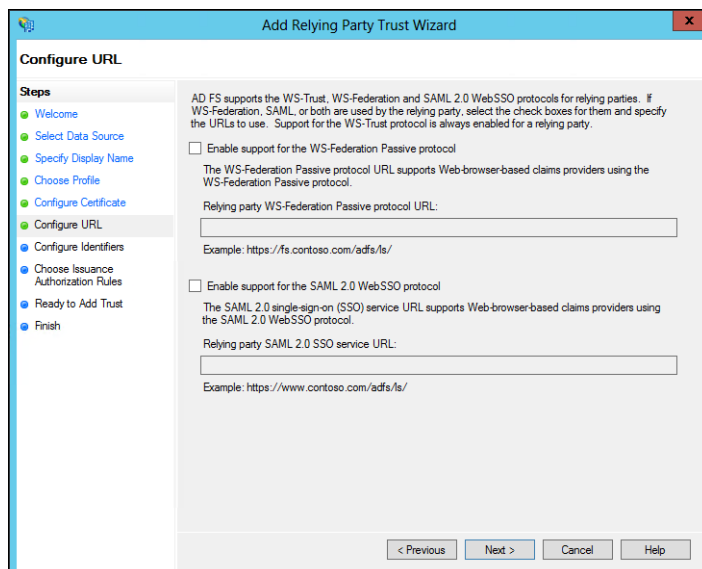 Add Relying Party Trust Wizard
x
Configure URL
Steps
Welcome
Select Data Source
Specify Display Name
Choose Profile
Configure Certificate
Configure URL
Configure Identifiers
Choose Issuance
Authorization Rules
Ready to Add Trust
Finish
AD FS supports the WS-Trust, WS-Federation and SAML 2.0 WebSSO protocols for relying parties. If
WS-Federation, SAML, or both are used by the relying party, select the check boxes for them and specify
the URLs to use. Support for the WS-Trust protocol is always enabled for a relying party.
Enable support for the WS-Federation Passive protocol
The WS-Federation Passive protocol URL supports Web-browser-based claims providers using the
WS-Federation Passive protocol.
Relying party WS-Federation Passive protocol URL:
Example: https://fs.contoso.com/adfs/ls/
Enable support for the SAML 2.0 WebSSO protocol
The SAML 2.0 single-sign-on (SSO) service URL supports Web-browser-based claims providers using
the SAML 2.0 WebSSO protocol.
Relying party SAML 2.0 SSO service URL:
Example: https://www.contoso.com/adfs/ls/
< Previous
Next >
Cancel
Help